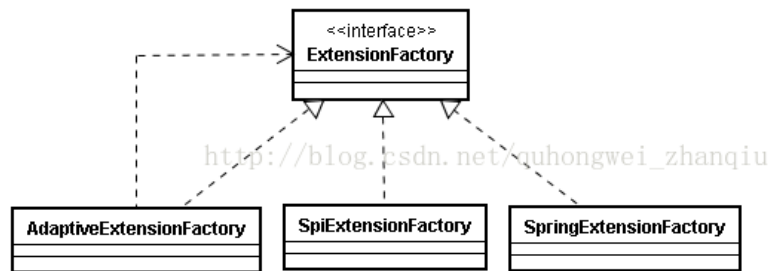 <<interface>>
ExtensionFactory
http://blog.csdn.net/quhongwei_zhanqiu
AdaptiveExtensionFactory
SpiExtensionFactory
SpringExtensionFactory